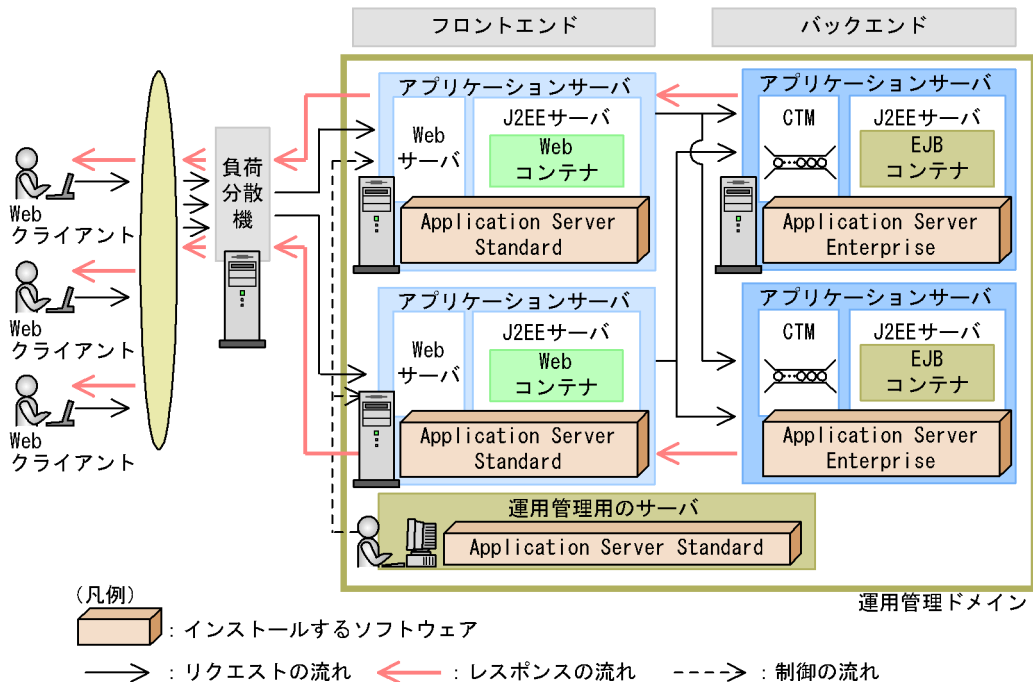 フロントエンド
バックエンド
アプリケーションサーバ
Web
サーバ
J2EEサーバ
Web
コンテナ
Application Server
Standard
アプリケーションサーバ
CTM
J2EEサーバ
EJB
コンテナ
Application Server
Enterprise
負荷
分散
機
Web
クライアント
Web
クライアント
Web
クライアント
アプリケーションサーバ
Web
サーバ
J2EEサーバ
Web
コンテナ
Application Server
Standard
アプリケーションサーバ
CTM
J2EEサーバ
EJB
コンテナ
Application Server
Enterprise
運用管理用のサーバ
Application Server Standard
運用管理ドメイン
(凡例)
:インストールするソフトウェア
:リクエストの流れ
:レスポンスの流れ
:制御の流れ